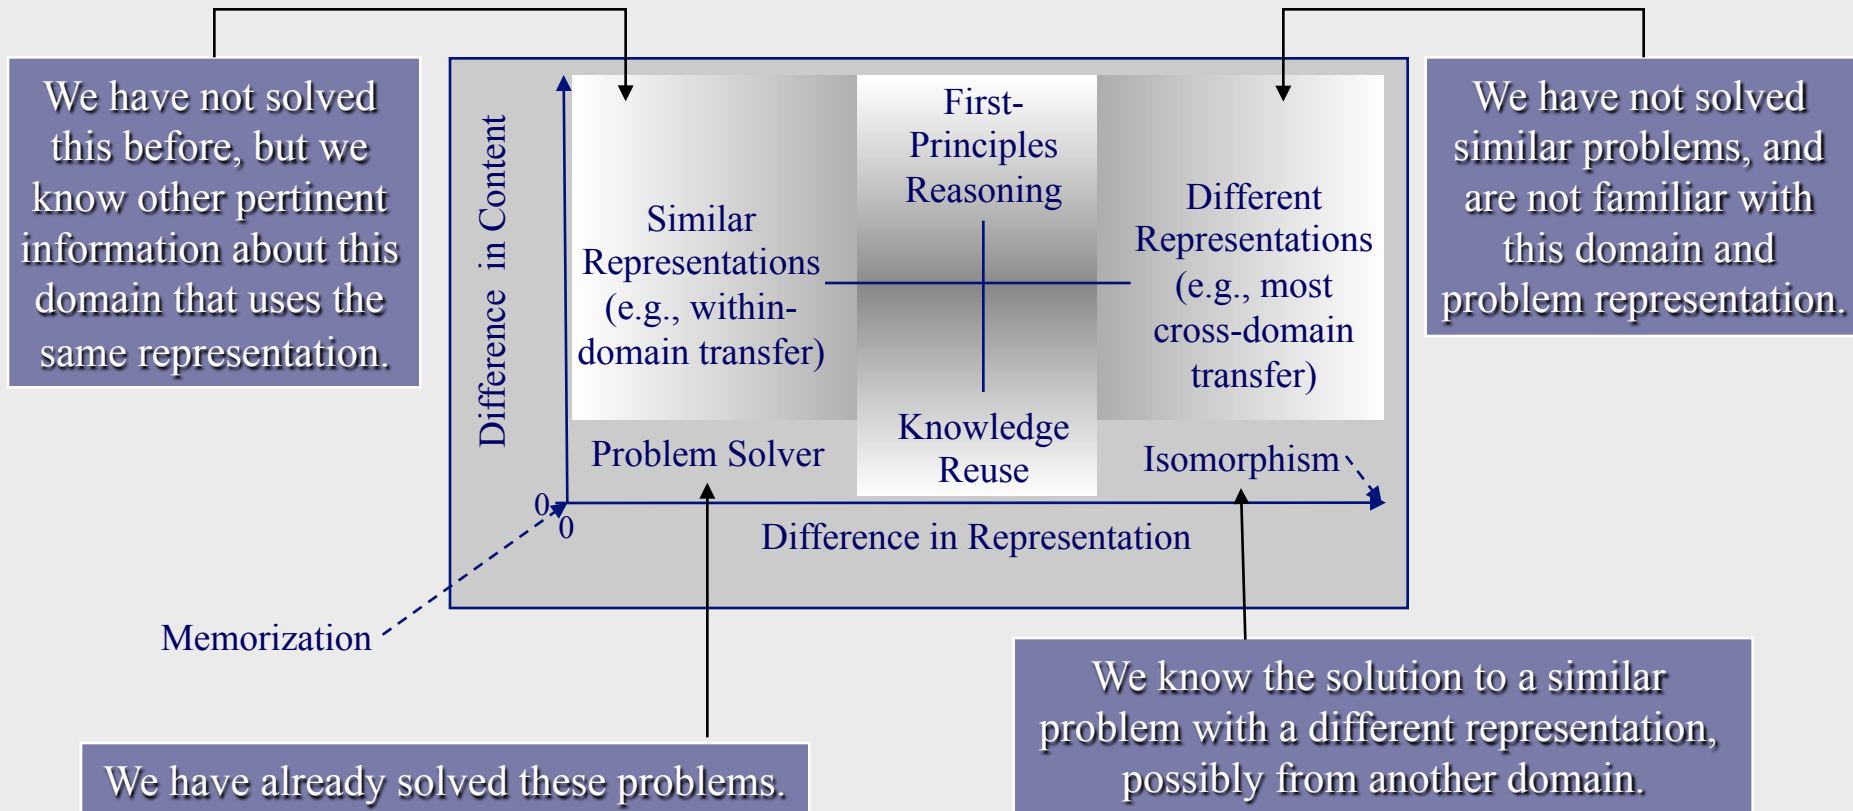 We have not solved
this before, but we
know other pertinent
information about this
domain that uses the
same representation.
Difference in Content
Similar
Representations
(e.g., within-
domain transfer)
First-
Principles
Reasoning
Different
Representations
(e.g., most
cross-domain
transfer)
We have not solved
similar problems, and
are not familiar with
this domain and
problem representation.
Problem Solver
Knowledge
Reuse
Isomorphism
0
0
Difference in Representation
Memorization
We have already solved these problems.
We know the solution to a similar
problem with a different representation,
possibly from another domain.